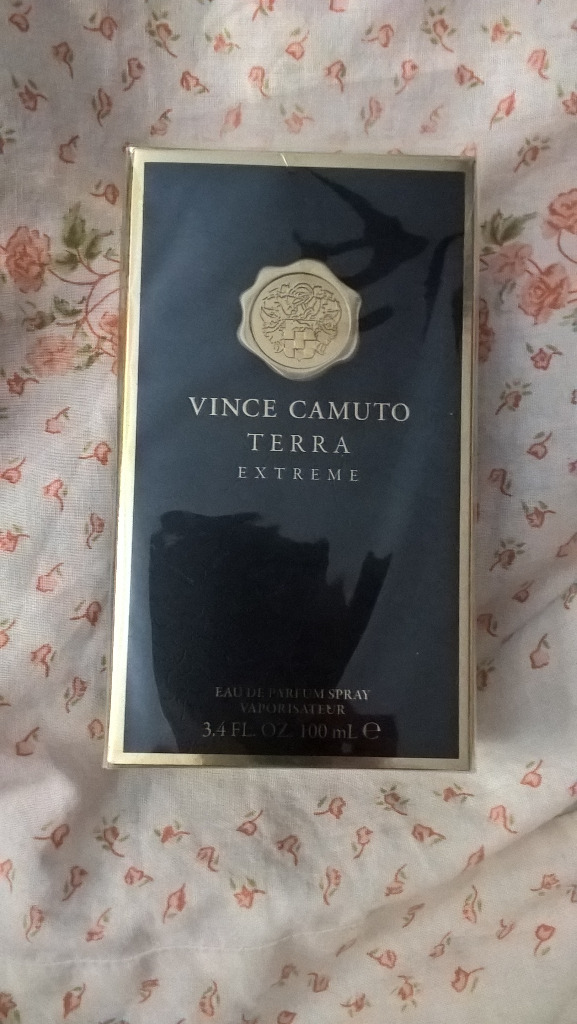 VINCE CAMUTO
TERRA
EXTREME
EAU DE PARFUM SPRAY
VAPORISATEUR
3.4 FL. OZ. 100 mL ℮